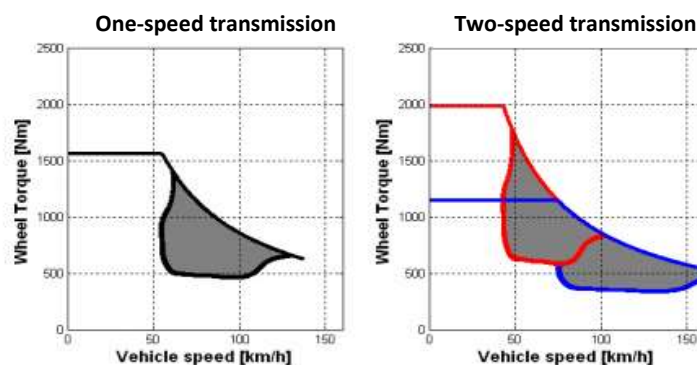 One-speed transmission
2500
2000
1500
1000
500
0
Wheel Torque [Nm]
0 50 100 150
Vehicle speed [km/h]
Two-speed transmission
2500
2000
1500
1000
500
0
Wheel Torque [Nm]
0 50 100 150
Vehicle speed [km/h]